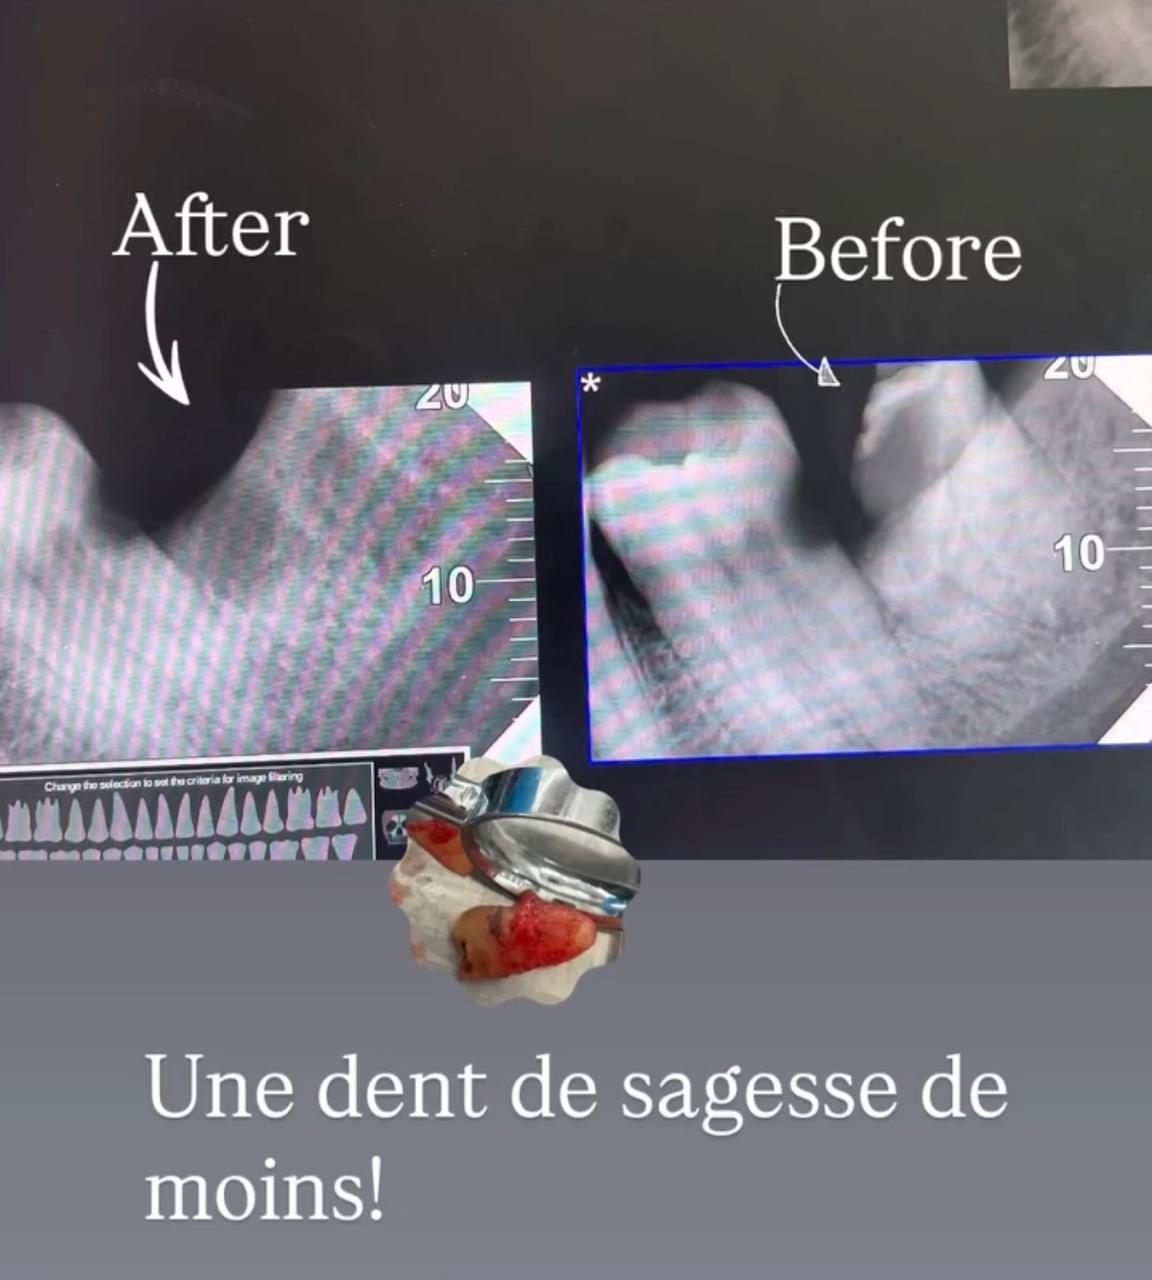 After
Before
*
20
20
10
10
Change the selection to set the criteria for image filtering
Une dent de sagesse de
moins!